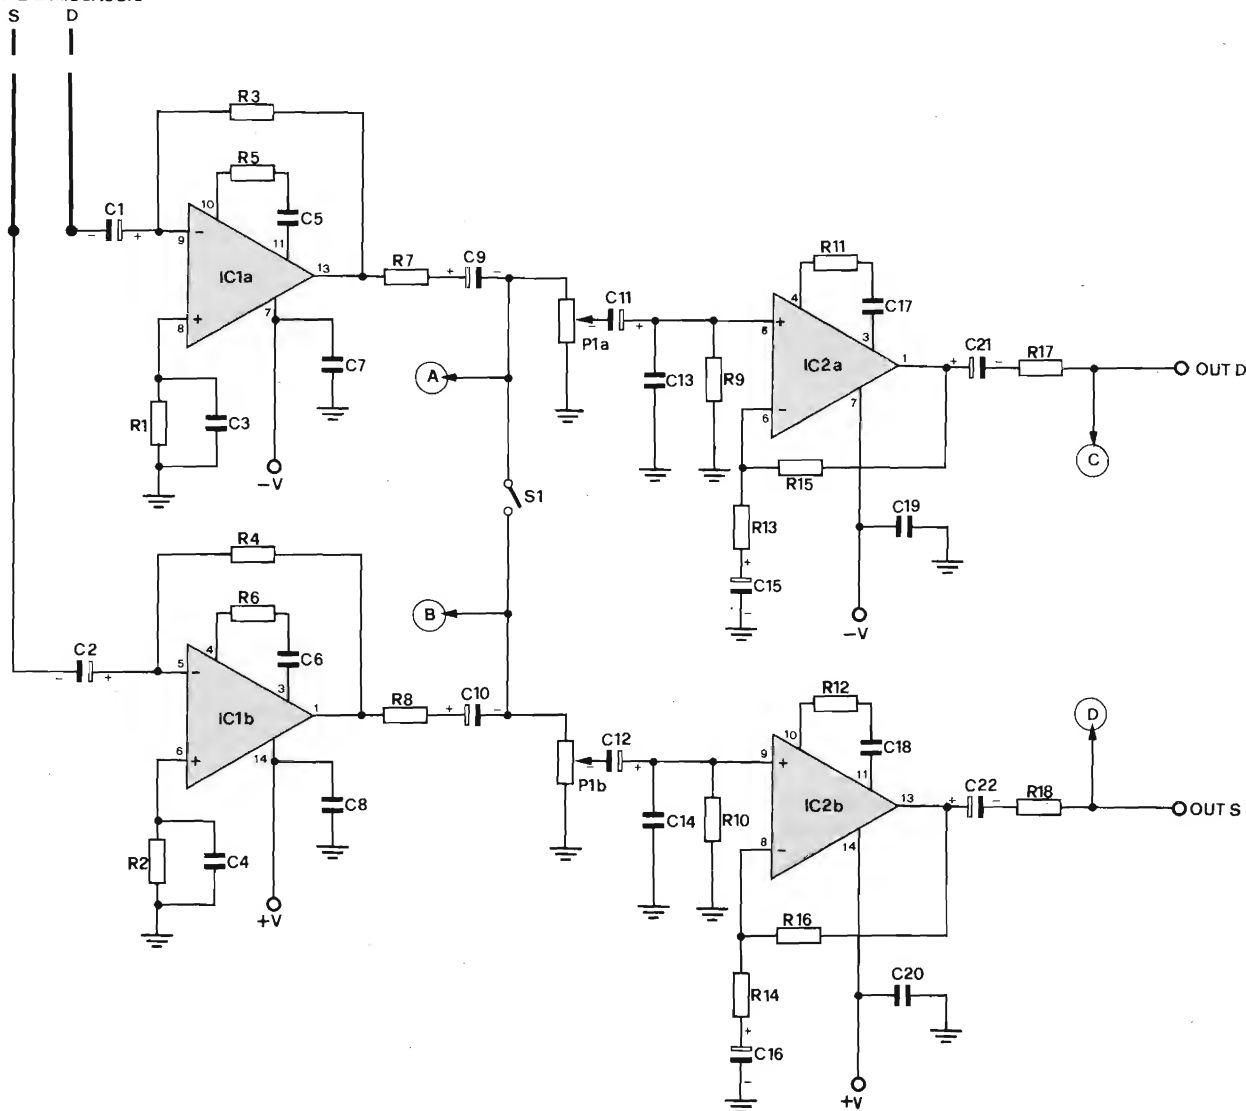 S D
R3
R5
10
C1
C5
11
- +
9 -
IC1a
13
R7
+ C9 -
8 +
7
C7
R1
C3
-V
A
P1a
C11
- +
C13
R9
S1
R11
4
C17
5 +
3
IC2a
1
C21
+ -
R17
OUT D
6 -
7
C
R15
R13
+
C15
-
C19
-V
R4
R6
4
C6
C2
- +
5 -
3
IC1b
1
R8
+ C10 -
6 +
14
C8
R2
C4
+V
B
P1b
C12
- +
C14
R10
R12
10
C18
9 +
11
IC2b
13
C22
+ -
R18
D
OUT S
8 -
14
R16
R14
+
C16
-
C20
+V